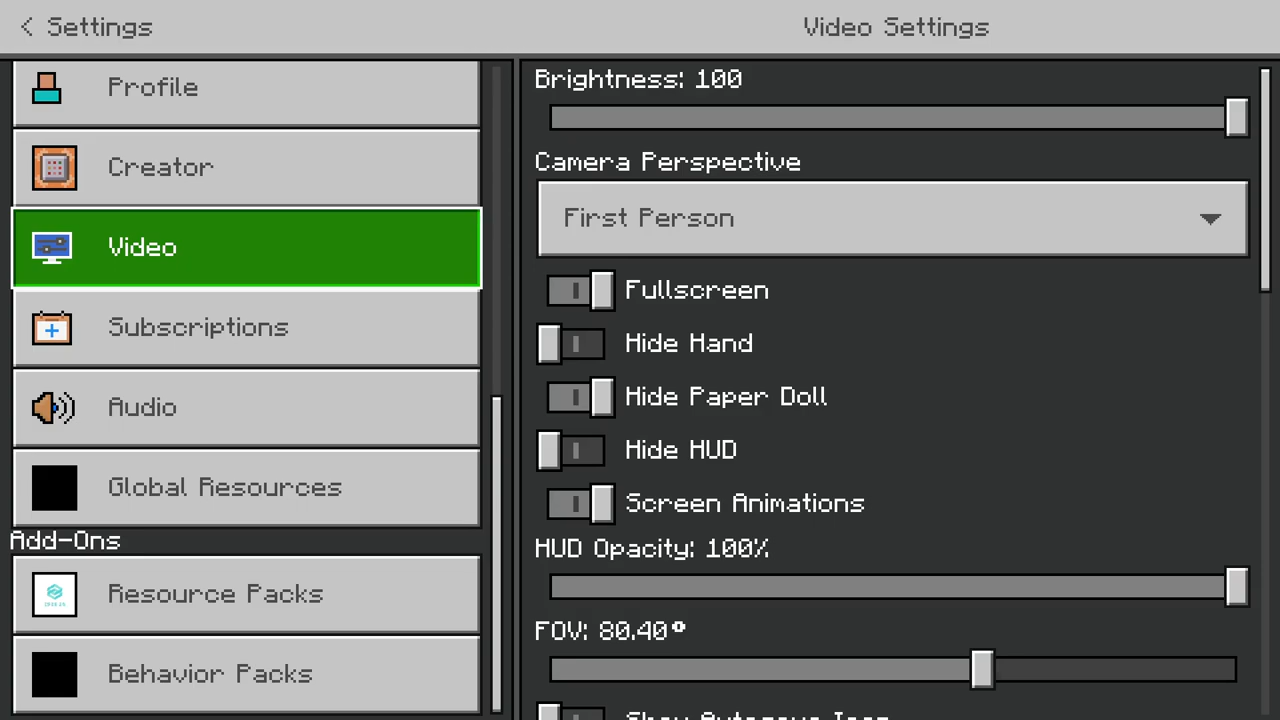 Settings
Video Settings
Profile
Creator
Video
Subscriptions
Audio
Global Resources
Add-Ons
Resource Packs
Behavior Packs
Brightness: 100
Camera Perspective
First Person
Fullscreen
Hide Hand
Hide Paper Doll
Hide HUD
Screen Animations
HUD Opacity: 100%
FOV: 80.40°